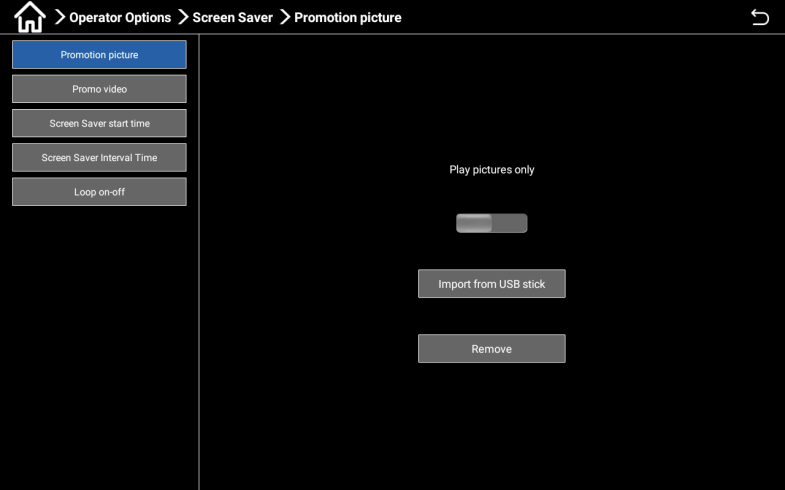 Operator Options Screen Saver Promotion picture
Promotion picture
Promo video
Screen Saver start time
Screen Saver Interval Time
Loop on-off
Play pictures only
Import from USB stick
Remove